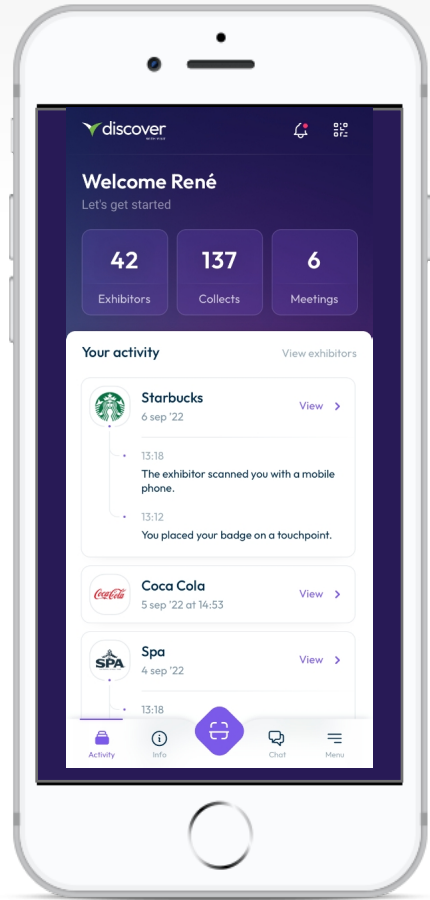 discover
Welcome René
Let's get started
42
137
6
Exhibitors
Collects
Meetings
Your activity
View exhibitors
Starbucks
6 sep '22
View
13:18
The exhibitor scanned you with a mobile
phone.
13:12
You placed your badge on a touchpoint.
Coca-Cola
Coca Cola
5 sep '22 at 14:53
View
SPA
Spa
4 sep '22
View
13:18
Activity
Info
Chat
Menu